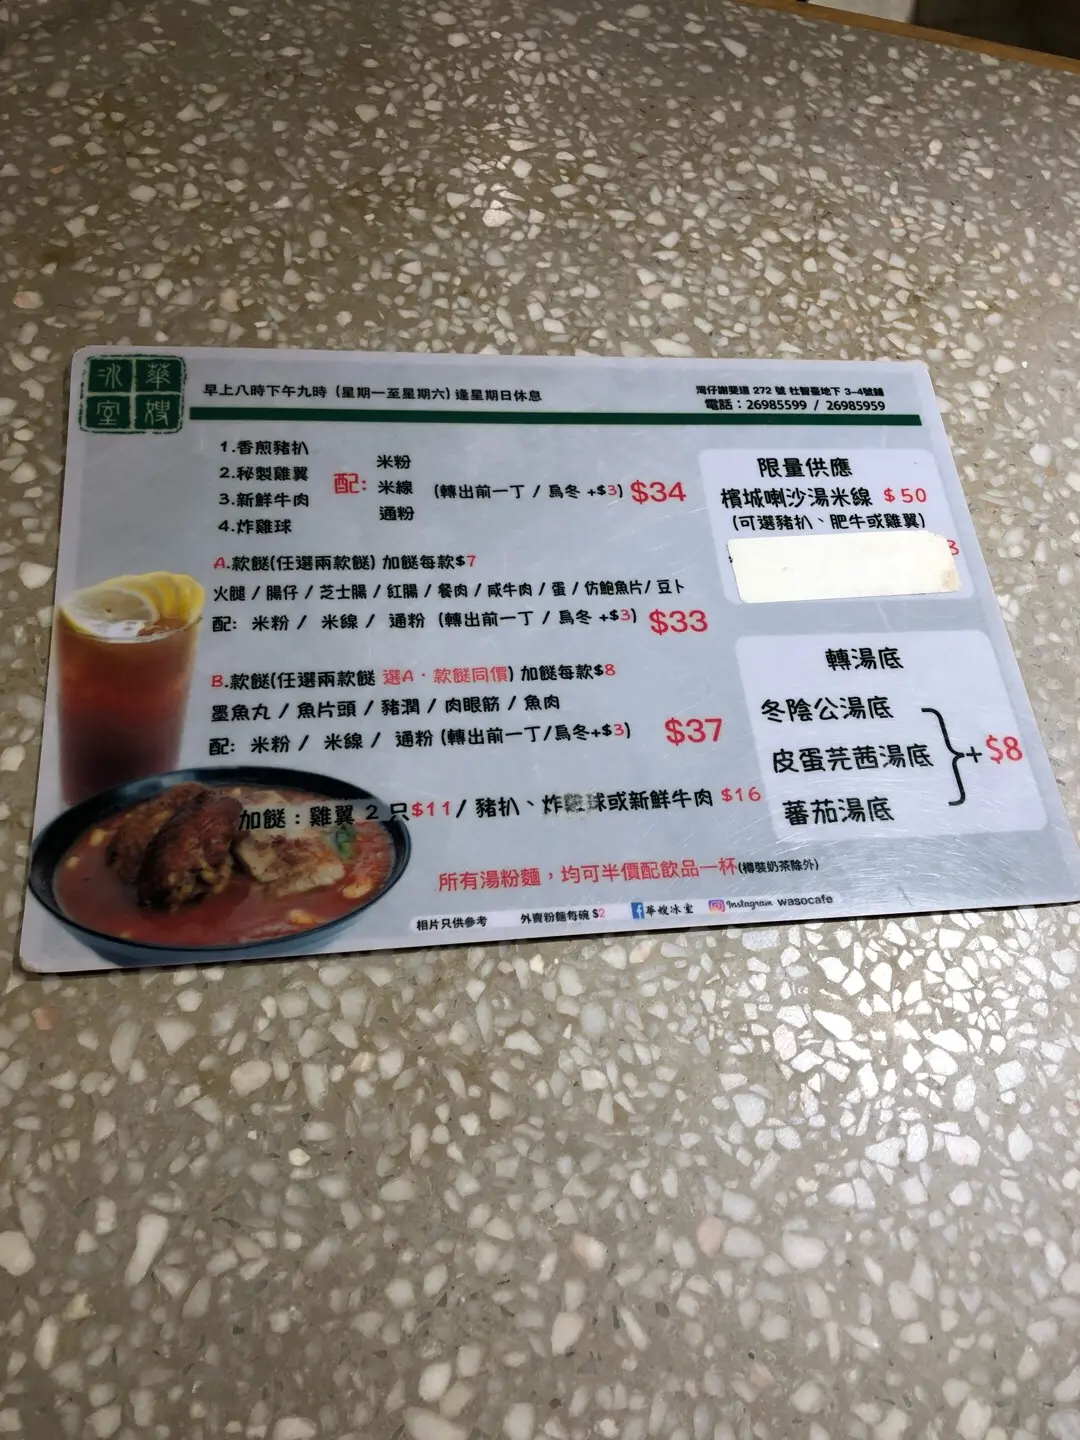 華嫂冰室
早上八時下午九時 (星期一至星期六) 逢星期日休息
灣仔謝斐道 272 號 杜智臺地下 3-4號舖
電話：26985599 / 26985959
1.香煎豬扒
2.秘製雞翼
3.新鮮牛肉
4.炸雞球
配:
米粉
米線
通粉
(轉出前一丁 / 烏冬 +$3) $34
A.款餸(任選兩款餸) 加餸每款$7
火腿 / 腸仔 / 芝士腸 / 紅腸 / 餐肉 / 咸牛肉 / 蛋 / 仿鮑魚片 / 豆卜
配: 米粉 / 米線 / 通粉 (轉出前一丁 / 烏冬 +$3) $33
B.款餸(任選兩款餸 選A · 款餸同價) 加餸每款$8
墨魚丸 / 魚片頭 / 豬潤 / 肉眼筋 / 魚肉
配: 米粉 / 米線 / 通粉 (轉出前一丁/烏冬+$3) $37
加餸：雞翼 2 只$11/ 豬扒、炸雞球或新鮮牛肉 $16
所有湯粉麵，均可半價配飲品一杯(樽裝奶茶除外)
相片只供參考 外賣粉麵每碗 $2 華嫂冰室 Instagram wasocafe
限量供應
檳城喇沙湯米線 $50
(可選豬扒、肥牛或雞翼)
3
轉湯底
冬陰公湯底
皮蛋芫茜湯底
蕃茄湯底
+$8